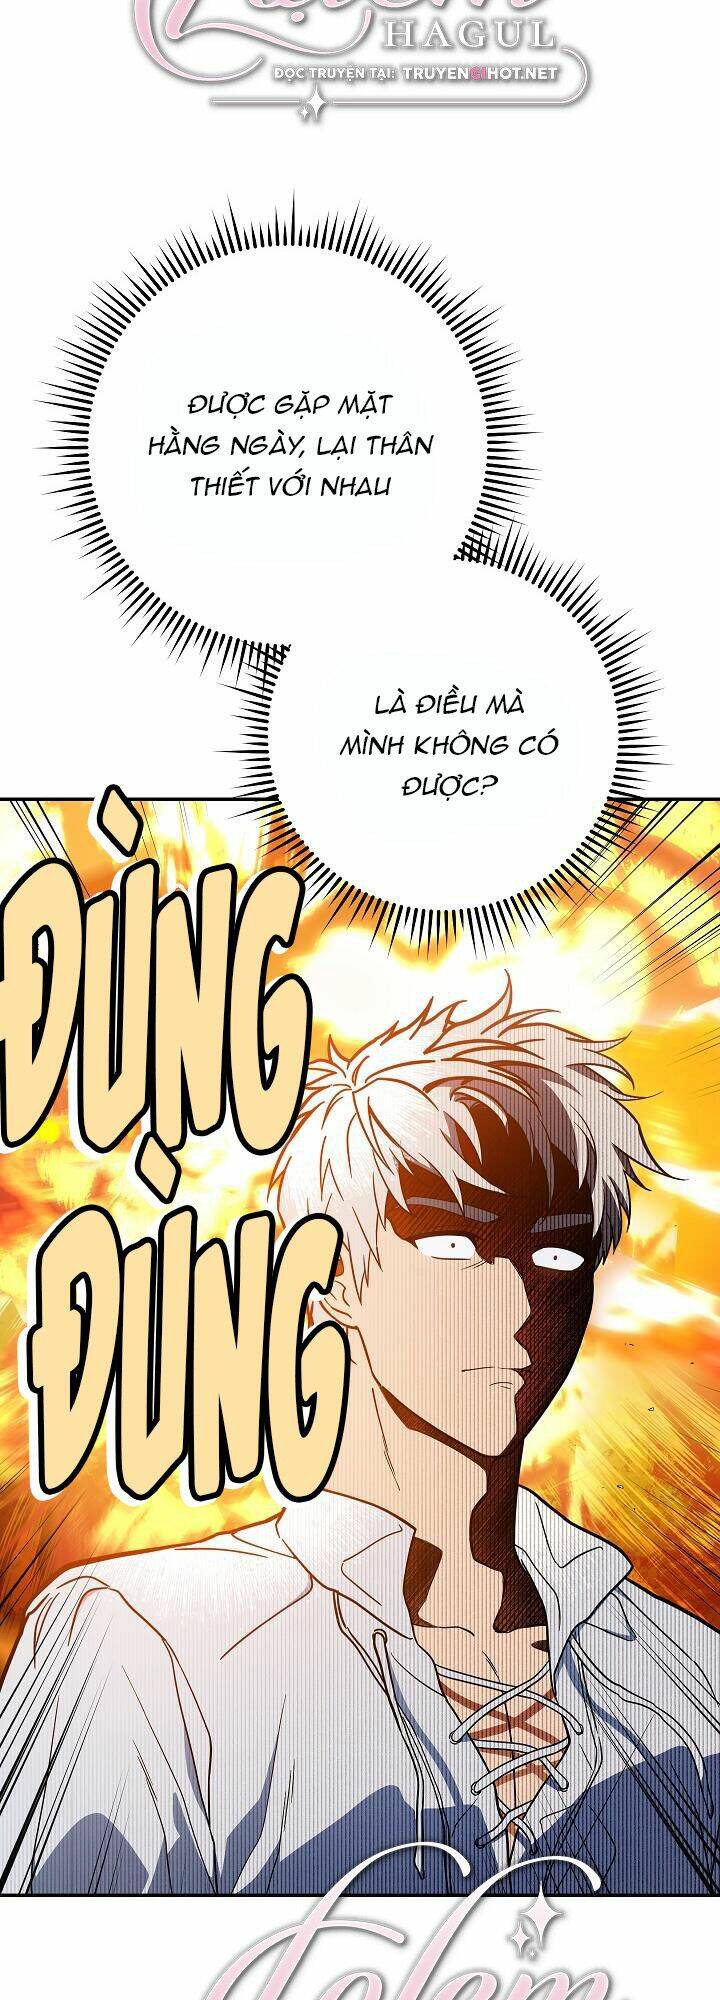 HAGUL
ĐỌC TRUYỆN TẠI: TRUYENGIHOT.NET
ĐƯỢC GẶP MẶT
HẰNG NGÀY, LẠI THÂN
THIẾT VỚI NHAU
LÀ ĐIỀU MÀ
MÌNH KHÔNG CÓ
ĐƯỢC?
ĐÙNG
ĐÙNG